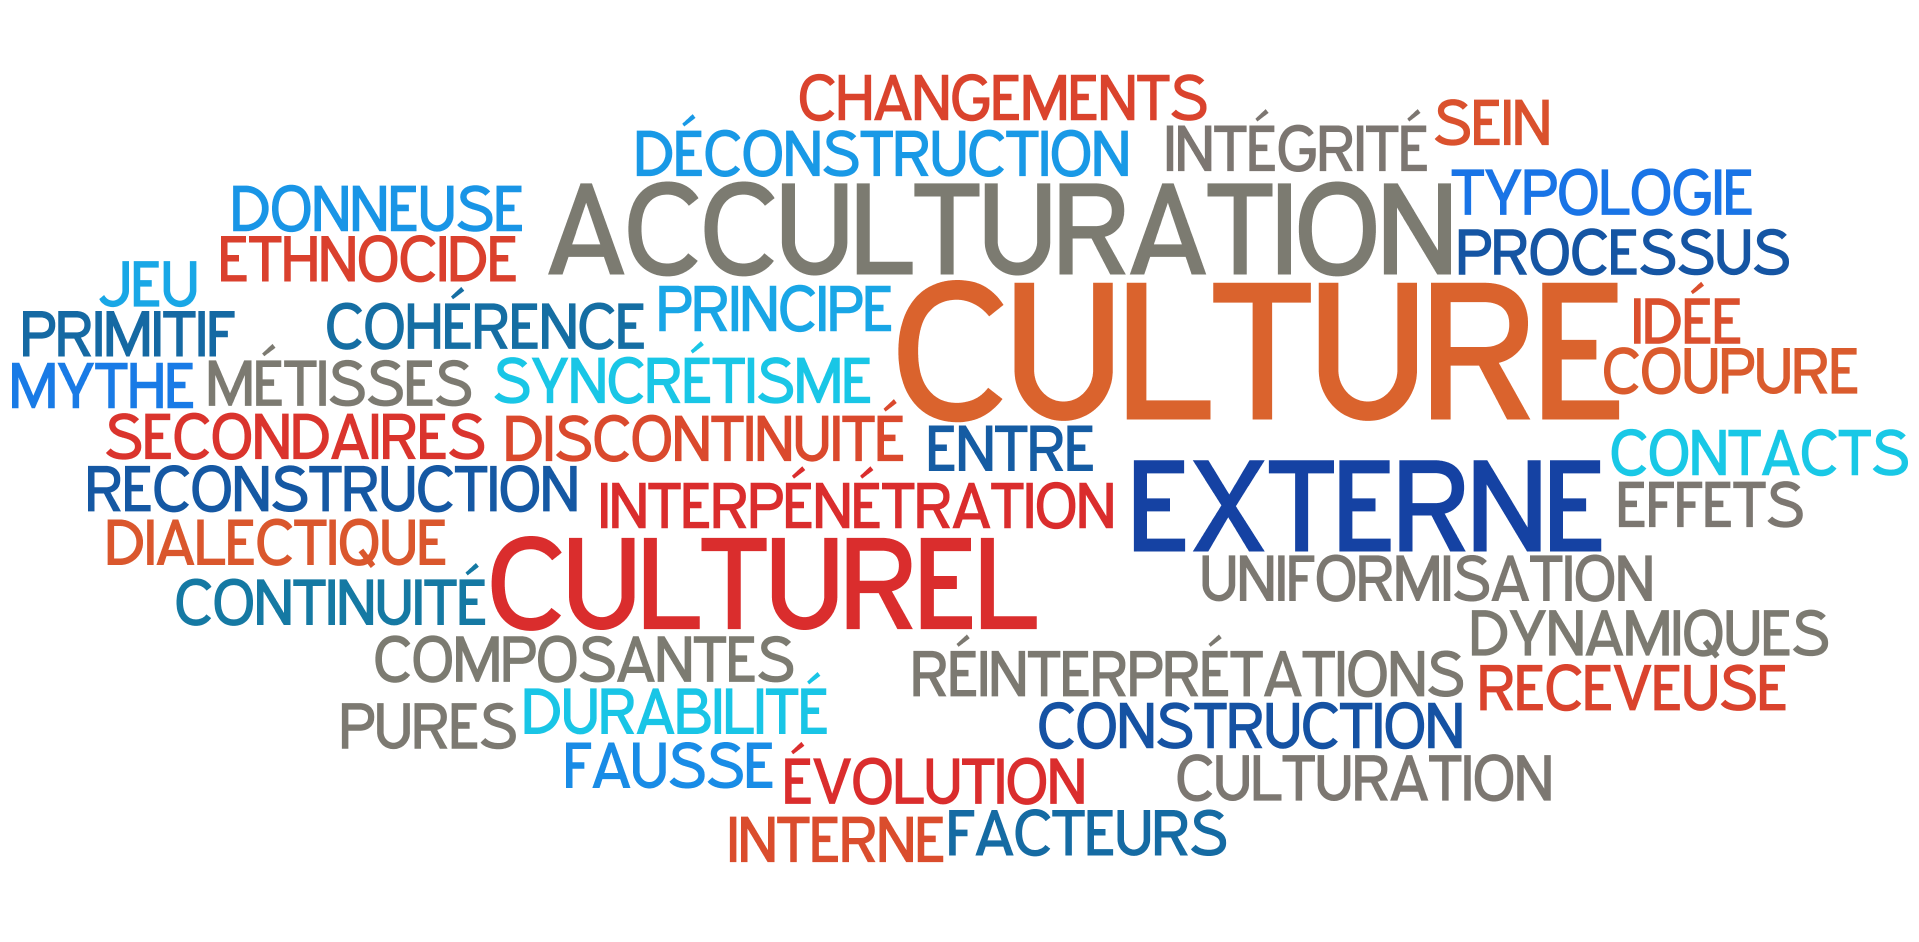 CHANGEMENTS
SEIN
DÉCONSTRUCTION
INTÉGRITÉ
TYPOLOGIE
DONNEUSE
ACCULTURATION
PROCESSUS
ETHNOCIDE
JEU
PRINCIPE
CULTURE
IDÉE
PRIMITIF
COHÉRENCE
COUPURE
MYTHE
MÉTISSES
SYNCRÉTISME
SECONDAIRES
DISCONTINUITÉ
ENTRE
CONTACTS
RECONSTRUCTION
INTERPÉNÉTRATION
EXTERNE
EFFETS
DIALECTIQUE
CULTUREL
UNIFORMISATION
CONTINUITÉ
DYNAMIQUES
COMPOSANTES
RÉINTERPRÉTATIONS
RECEVEUSE
PURES
DURABILITÉ
CONSTRUCTION
FAUSSE
ÉVOLUTION
CULTURATION
INTERNE
FACTEURS